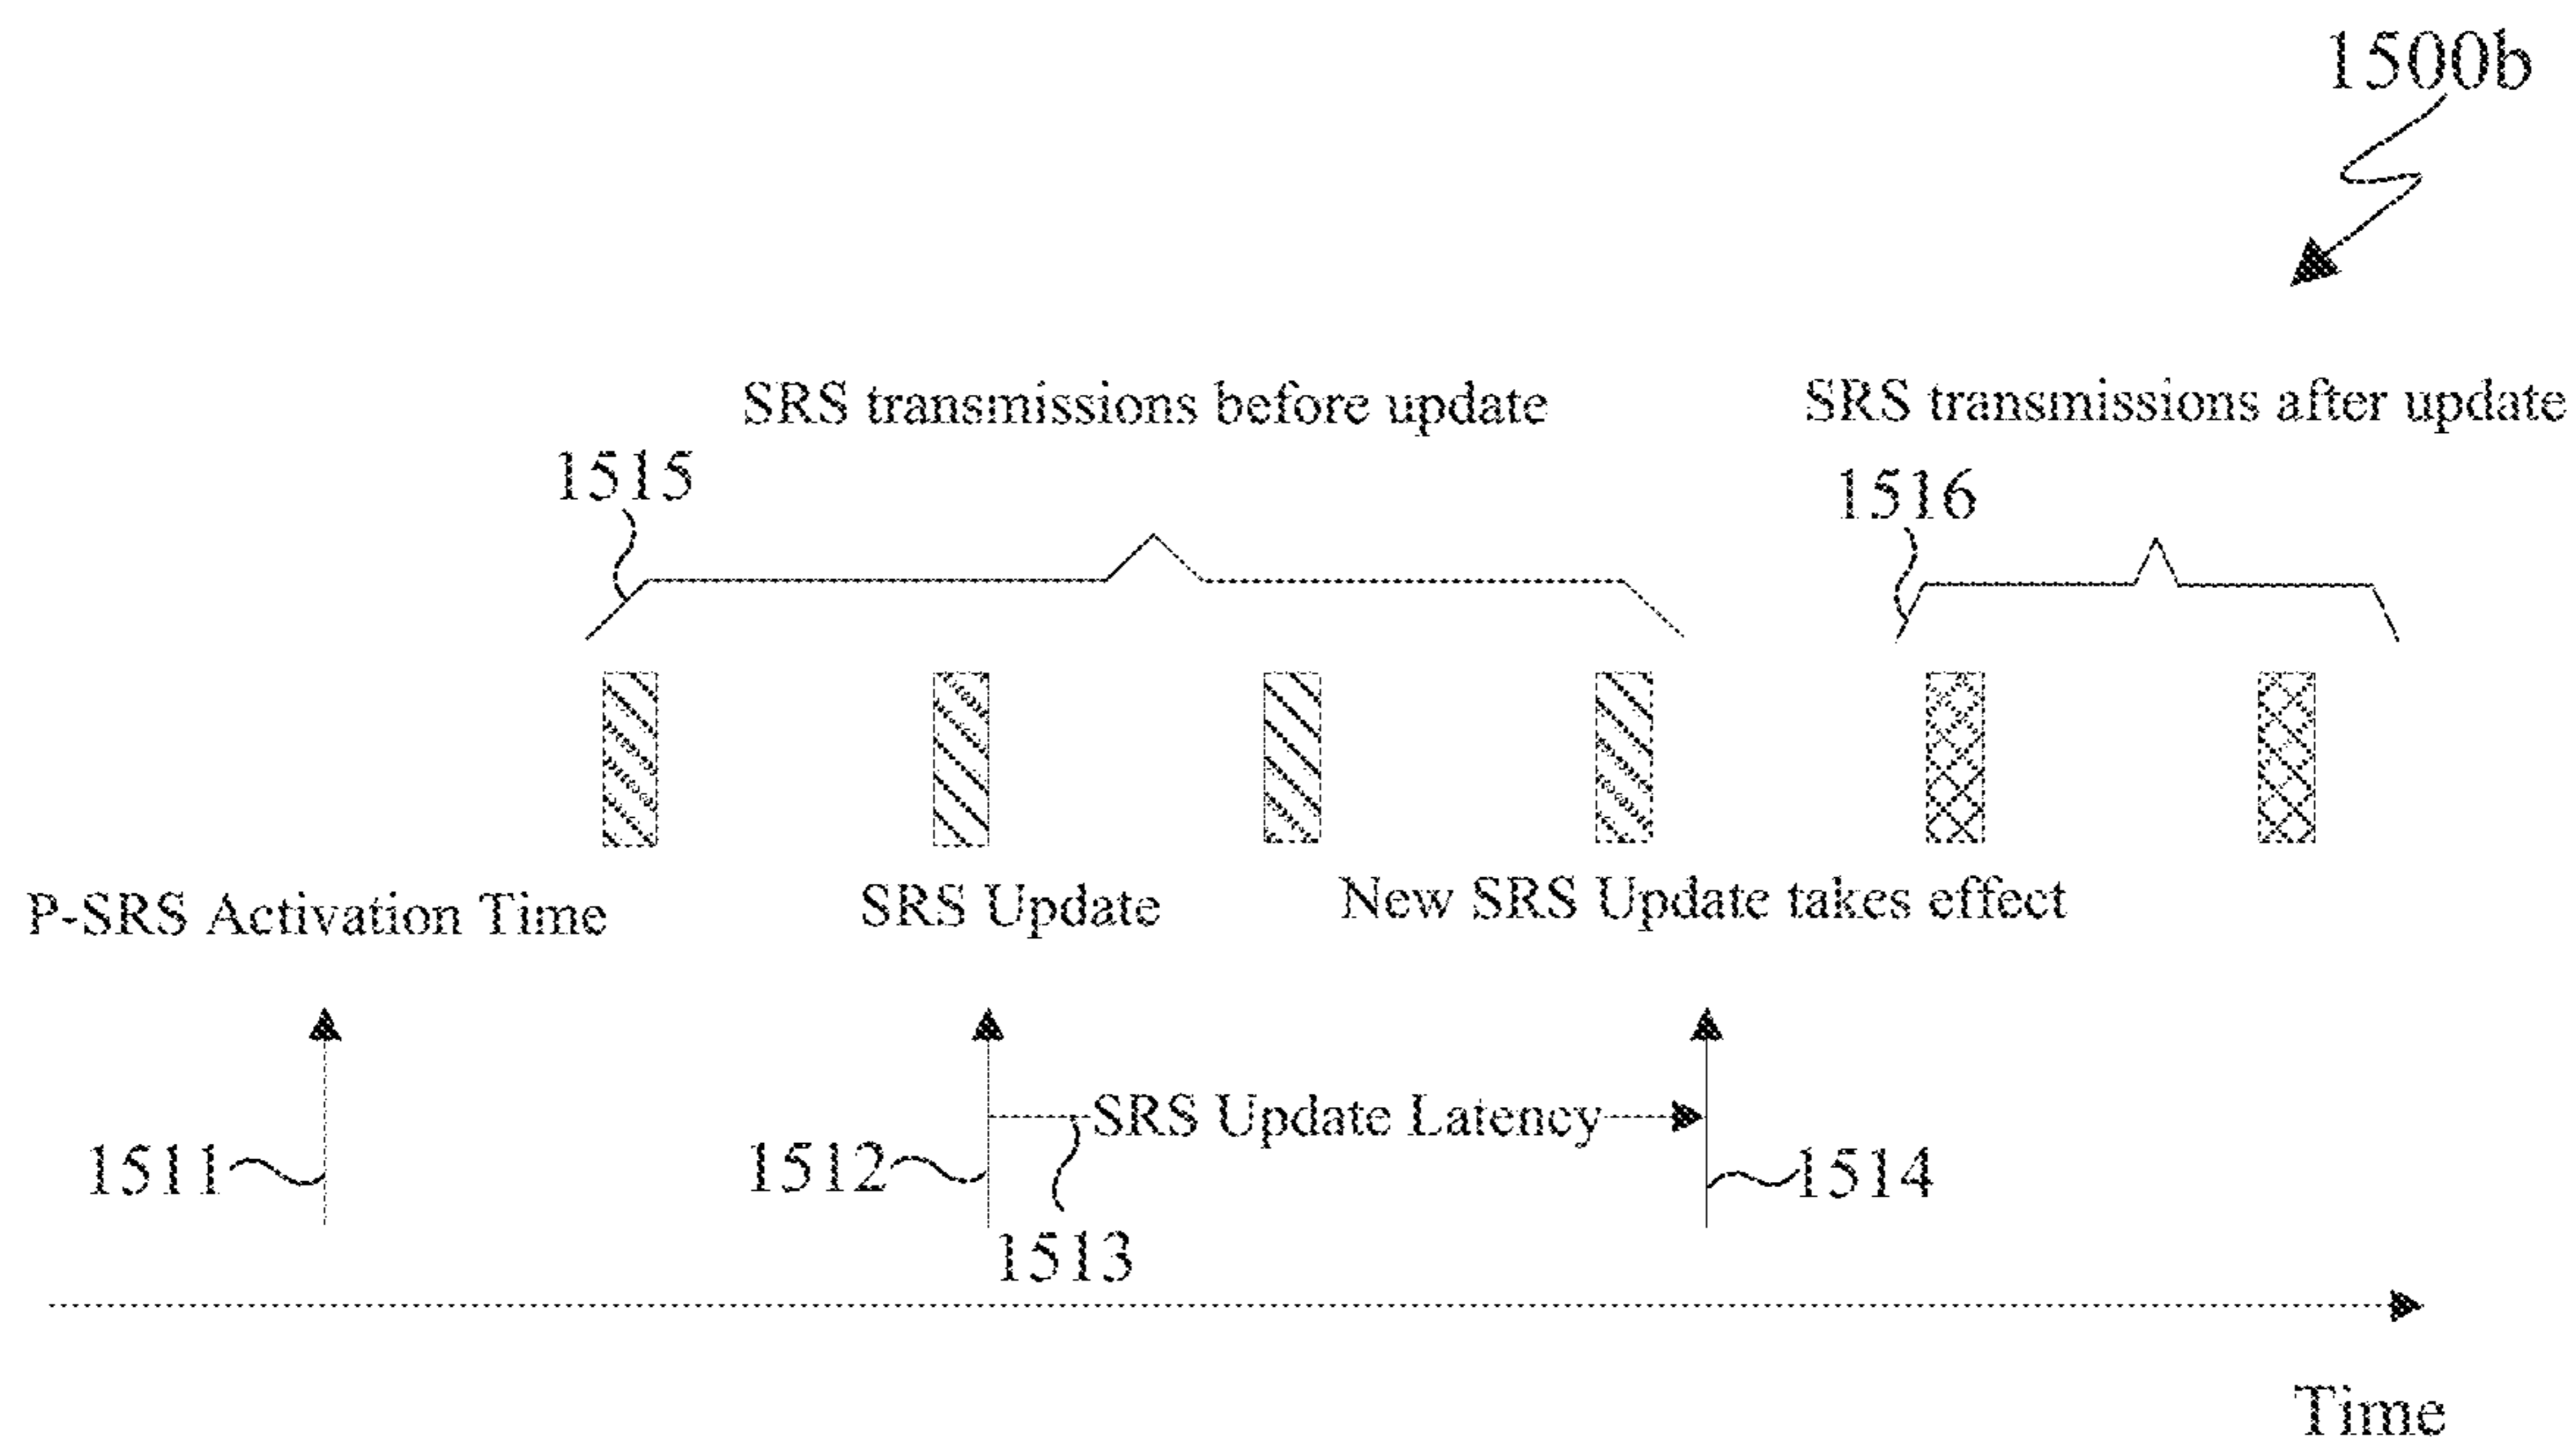 1500b
SRS transmissions before update
SRS transmissions after update
1515
1516
P-SRS Activation Time
SRS Update
New SRS Update takes effect
SRS Update Latency
1511
1512
1514
1513
Time